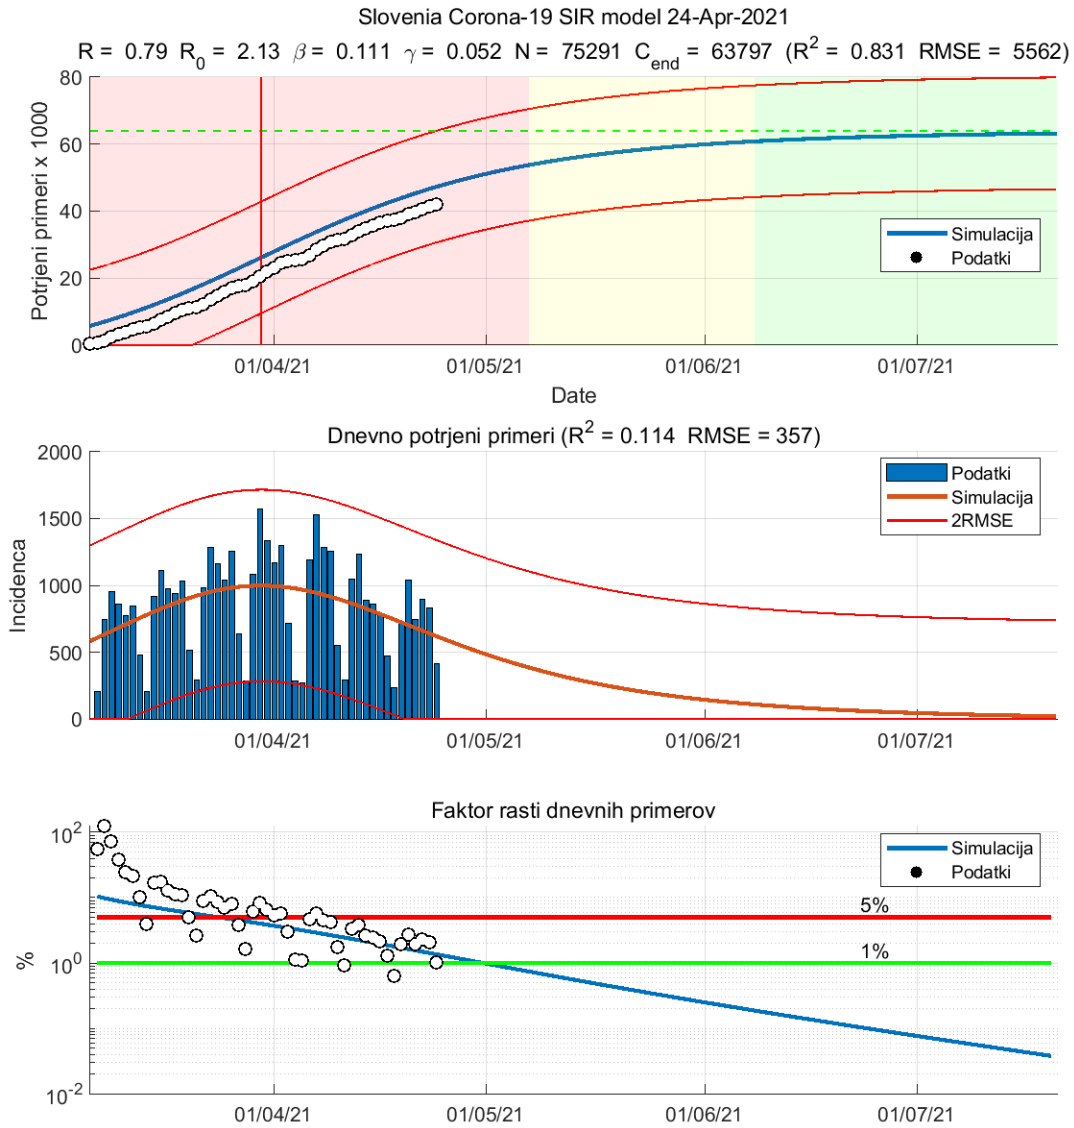 Slovenia Corona-19 SIR model 24-Apr-2021
R = 0.79 R0 = 2.13 β = 0.111 γ = 0.052 N = 75291 Cend = 63797 (R2 = 0.831 RMSE = 5562)
Potrjeni primeri x 1000
80
60
40
20
0
Simulacija
Podatki
01/04/21 01/05/21 01/06/21 01/07/21
Date
Dnevno potrjeni primeri (R2 = 0.114 RMSE = 357)
Incidenca
2000
1500
1000
500
0
Podatki
Simulacija
2RMSE
01/04/21 01/05/21 01/06/21 01/07/21
Faktor rasti dnevnih primerov
%
10^2
10^0
10^-2
Simulacija
Podatki
5%
1%
01/04/21 01/05/21 01/06/21 01/07/21